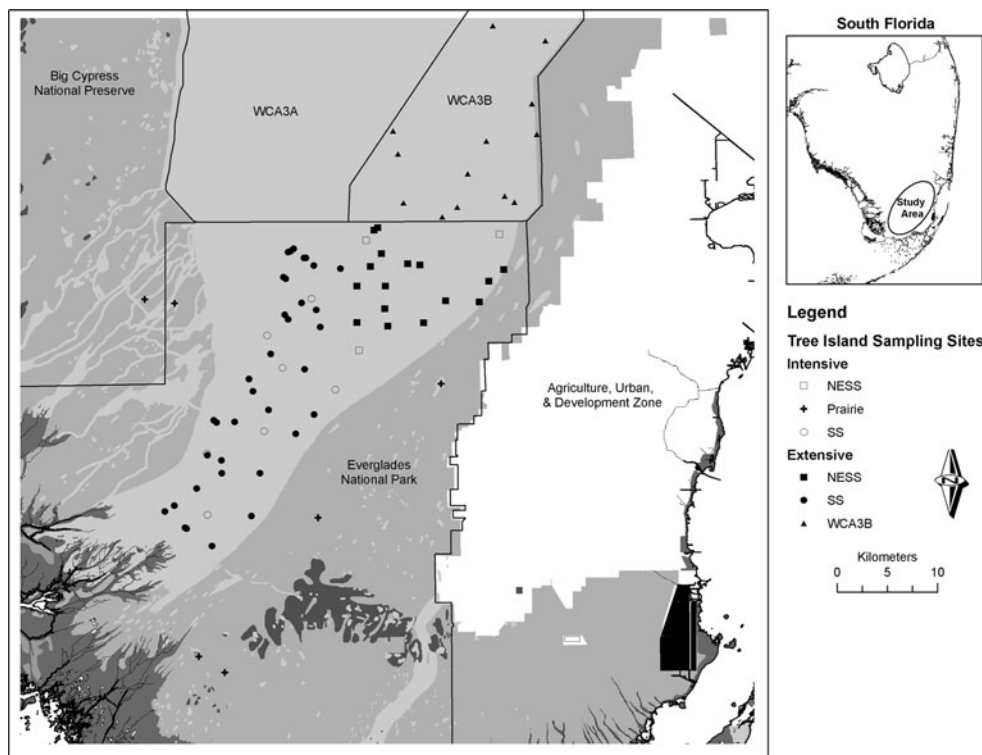 Big Cypress
National Preserve
WCA3A
WCA3B
Agriculture, Urban,
& Development Zone
Everglades
National Park
South Florida
Study
Area
Legend
Tree Island Sampling Sites
Intensive
NESS
Prairie
SS
Extensive
NESS
SS
WCA3B
N
Kilometers
0 5 10